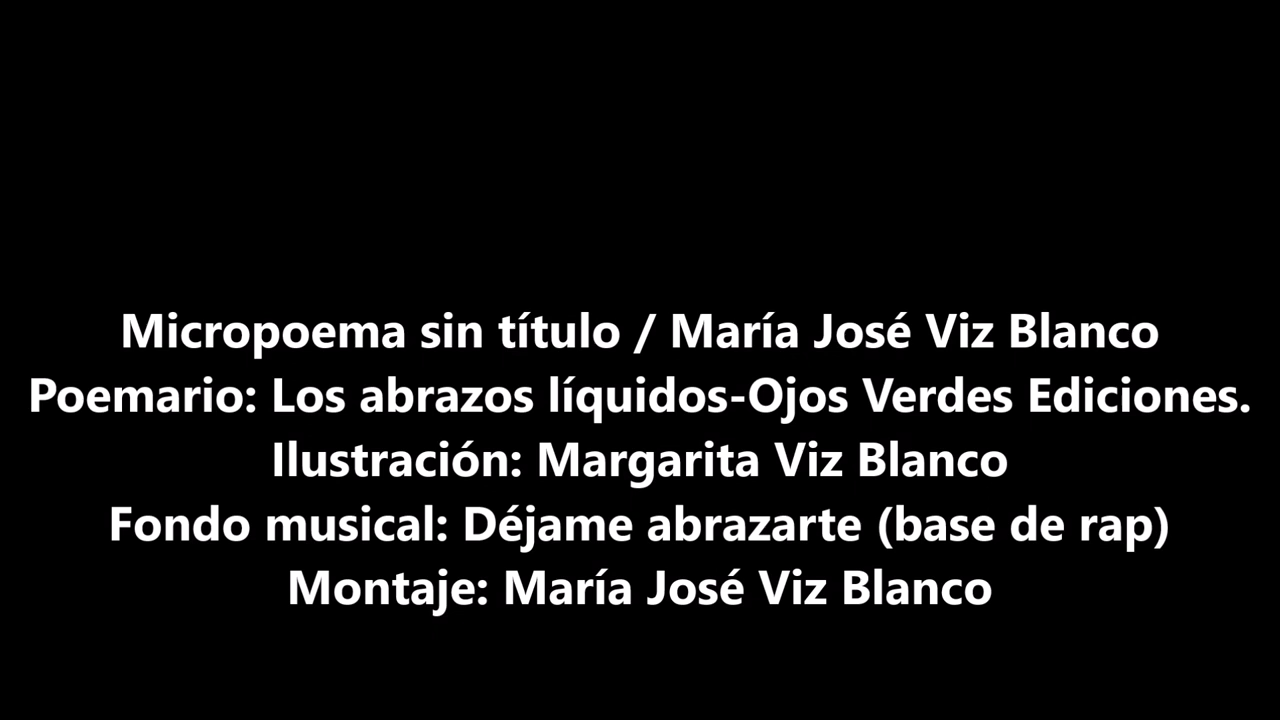 Micropoema sin título / María José Viz Blanco
Poemario: Los abrazos líquidos-Ojos Verdes Ediciones.
Ilustración: Margarita Viz Blanco
Fondo musical: Déjame abrazarte (base de rap)
Montaje: María José Viz Blanco